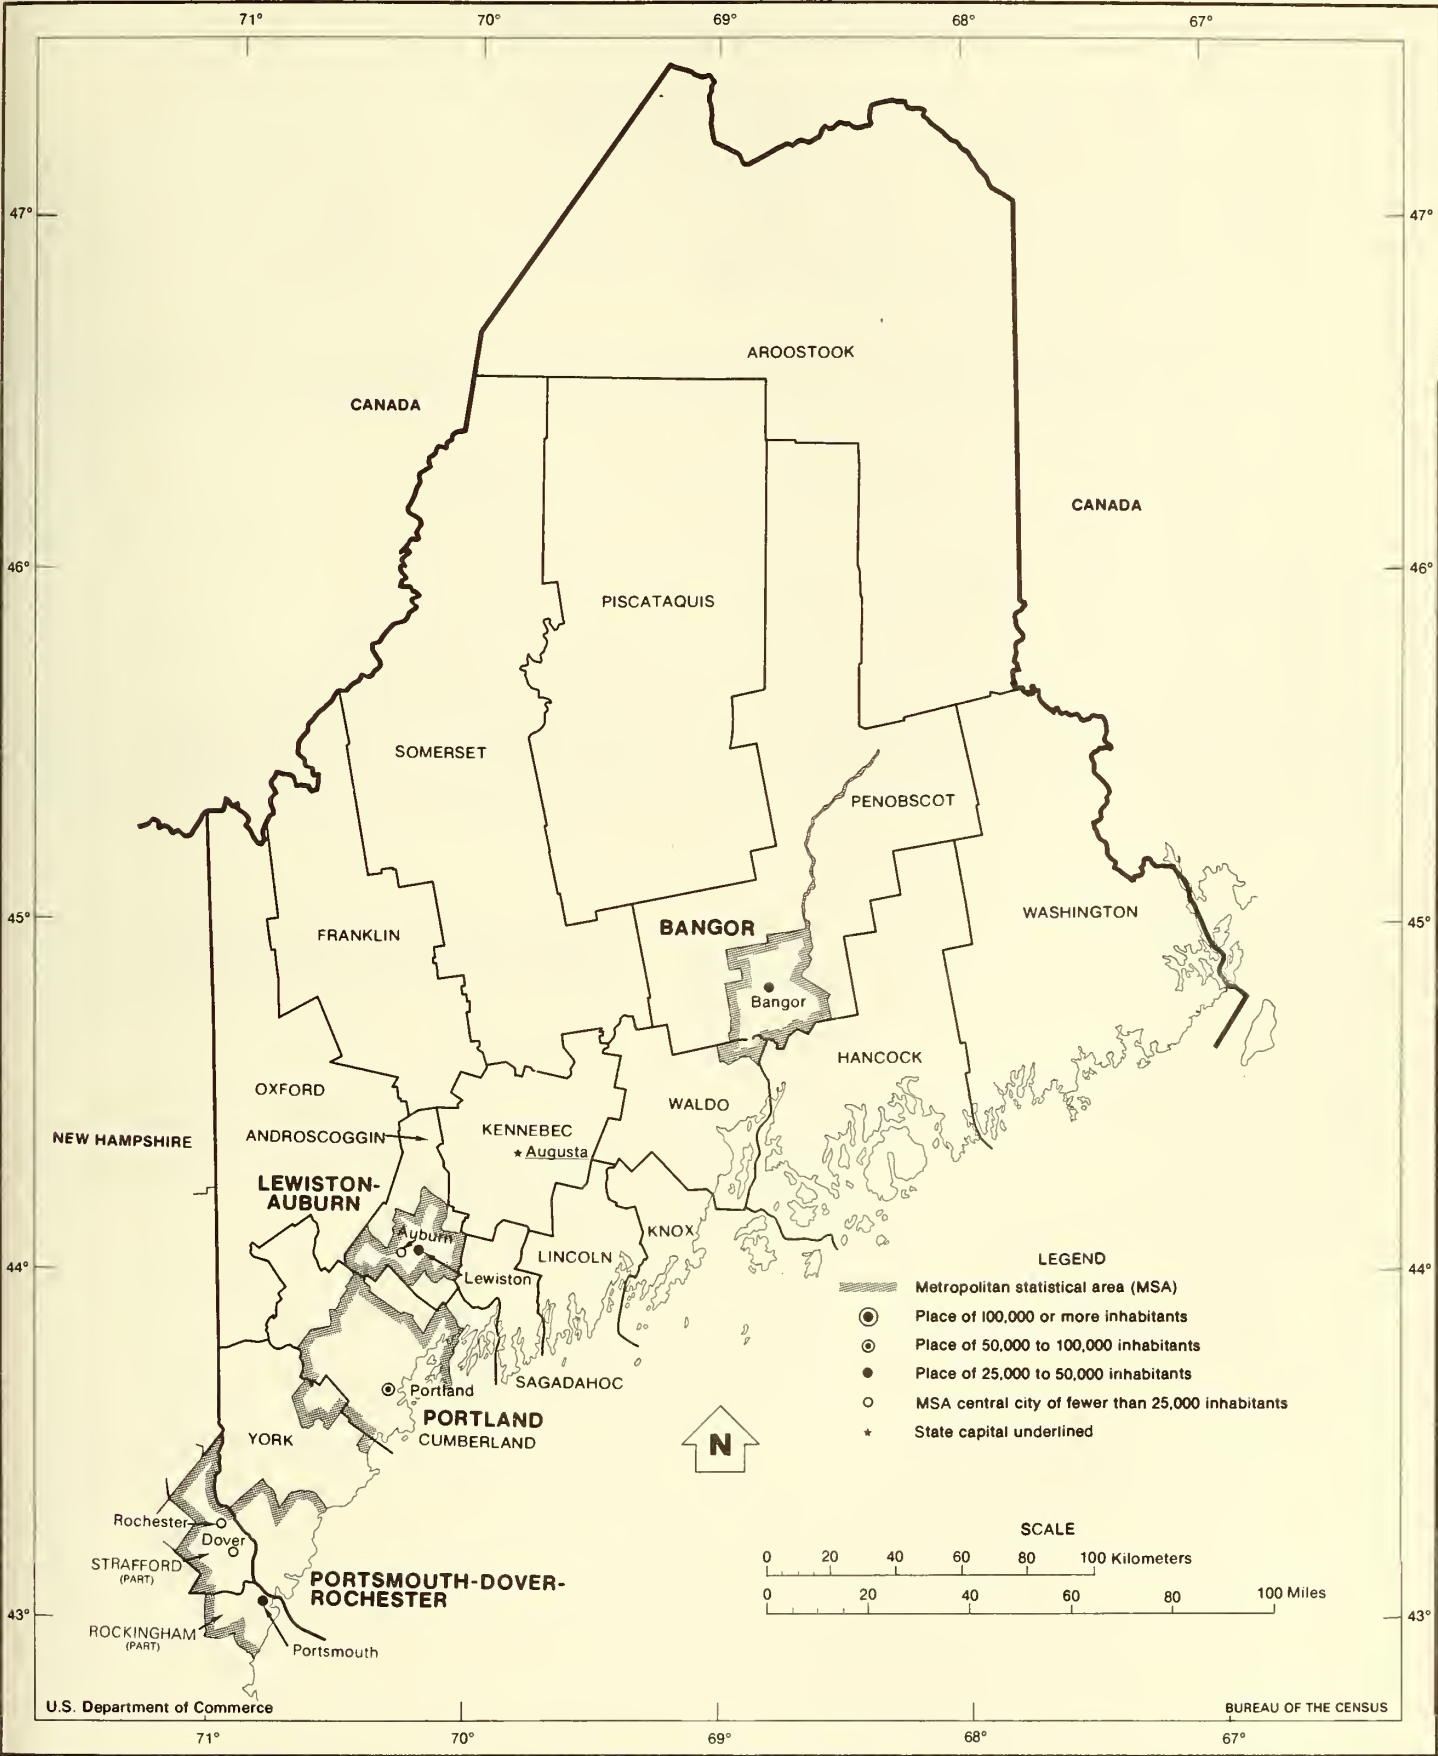 71° 70° 69° 68° 67°
47° 47°
AROOSTOOK
CANADA
CANADA
46° 46°
PISCATAQUIS
SOMERSET
PENOBSCOT
WASHINGTON
45° 45°
BANGOR
FRANKLIN
Bangor
HANCOCK
OXFORD
WALDO
NEW HAMPSHIRE
ANDROSCOGGIN
KENNEBEC
Augusta
LEWISTON-
AUBURN
KNOX
Auburn
LINCOLN
Lewiston
44° 44°
LEGEND
Metropolitan statistical area (MSA)
Place of 100,000 or more inhabitants
Place of 50,000 to 100,000 inhabitants
Place of 25,000 to 50,000 inhabitants
MSA central city of fewer than 25,000 inhabitants
State capital underlined
SAGADAHOC
Portland
PORTLAND
CUMBERLAND
YORK
N
Rochester
Dover
STRAFFORD
(PART)
PORTSMOUTH-DOVER-
ROCHESTER
SCALE
0 20 40 60 80 100 Kilometers
0 20 40 60 80 100 Miles
43° 43°
ROCKINGHAM
(PART)
Portsmouth
U.S. Department of Commerce
BUREAU OF THE CENSUS
71° 70° 69° 68° 67°